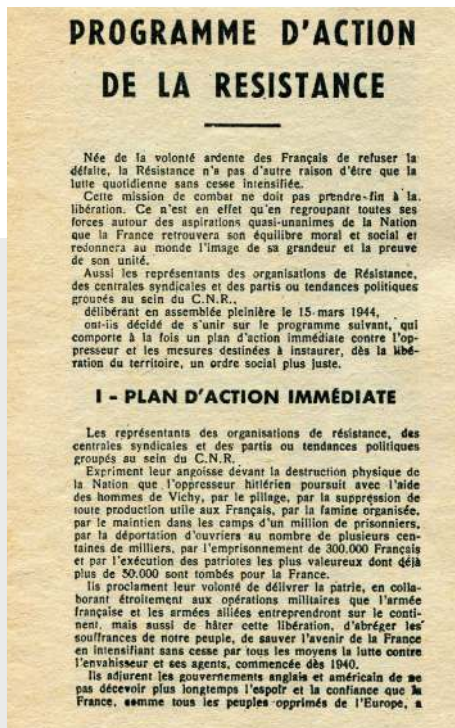 PROGRAMME D'ACTION
DE LA RESISTANCE
Née de la volonté ardente des Français de refuser la
défaite, la Résistance n'a pas d'autre raison d'être que la
lutte quotidienne sans cesse intensifiée.
Cette mission de combat ne doit pas prendre fin à la
libération. Ce n'est en effet qu'en regroupant toutes ses
forces autour des aspirations quasi-unanimes de la Nation
que la France retrouvera son équilibre moral et social et
redonnera au monde l'image de sa grandeur et la preuve
de son unité.
Aussi les représentants des organisations de Résistance,
des centrales syndicales et des partis ou tendances politiques
groupés au sein du C.N.R.,
délibérant en assemblée pleinière le 15 mars 1944,
ont-ils décidé de s'unir sur le programme suivant, qui
comporte à la fois un plan d'action immédiate contre l'op-
presseur et les mesures destinées à instaurer, dès la libé-
ration du territoire, un ordre social plus juste.
I - PLAN D'ACTION IMMÉDIATE
Les représentants des organisations de résistance, des
centrales syndicales et des partis ou tendances politiques
groupés au sein du C.N.R.
Expriment leur angoisse devant la destruction physique de
la Nation que l'oppresseur hitlérien poursuit avec l'aide
des hommes de Vichy, par le pillage, par la suppression de
toute production utile aux Français, par la famine organisée,
par le maintien dans les camps d'un million de prisonniers,
par la déportation d'ouvriers au nombre de plusieurs cen-
taines de milliers, par l'emprisonnement de 300.000 Français
et par l'exécution des patriotes les plus valeureux dont déjà
plus de 50.000 sont tombés pour la France.
Ils proclament leur volonté de délivrer la patrie, en colla-
borant étroitement aux opérations militaires que l'armée
française et les armées alliées entreprendront sur le conti-
nent, mais aussi de hâter cette libération, d'abréger les
souffrances de notre peuple, de sauver l'avenir de la France
en intensifiant sans cesse par tous les moyens la lutte contre
l'envahisseur et ses agents, commencée dès 1940.
Ils adjurent les gouvernements anglais et américain de ne
pas décevoir plus longtemps l'espoir et la confiance que la
France, comme tous les peuples opprimés de l'Europe, a